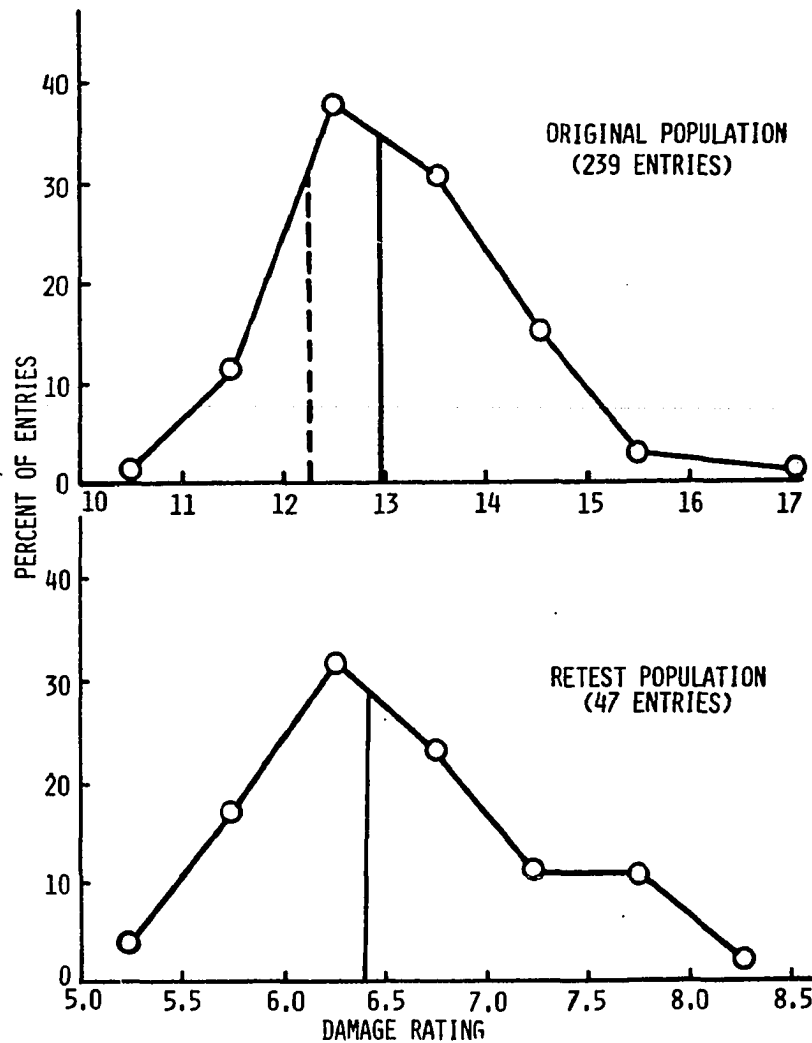 40
30
20
10
0
ORIGINAL POPULATION
(239 ENTRIES)
10 11 12 13 14 15 16 17
PERCENT OF ENTRIES
40
30
20
10
0
RETEST POPULATION
(47 ENTRIES)
5.0 5.5 6.0 6.5 7.0 7.5 8.0 8.5
DAMAGE RATING